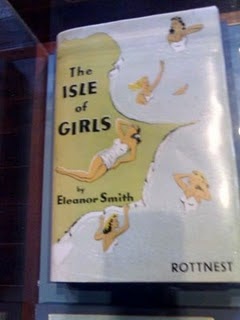 The
ISLE
of
GIRLS
by
Eleanor Smith
ROTTNEST